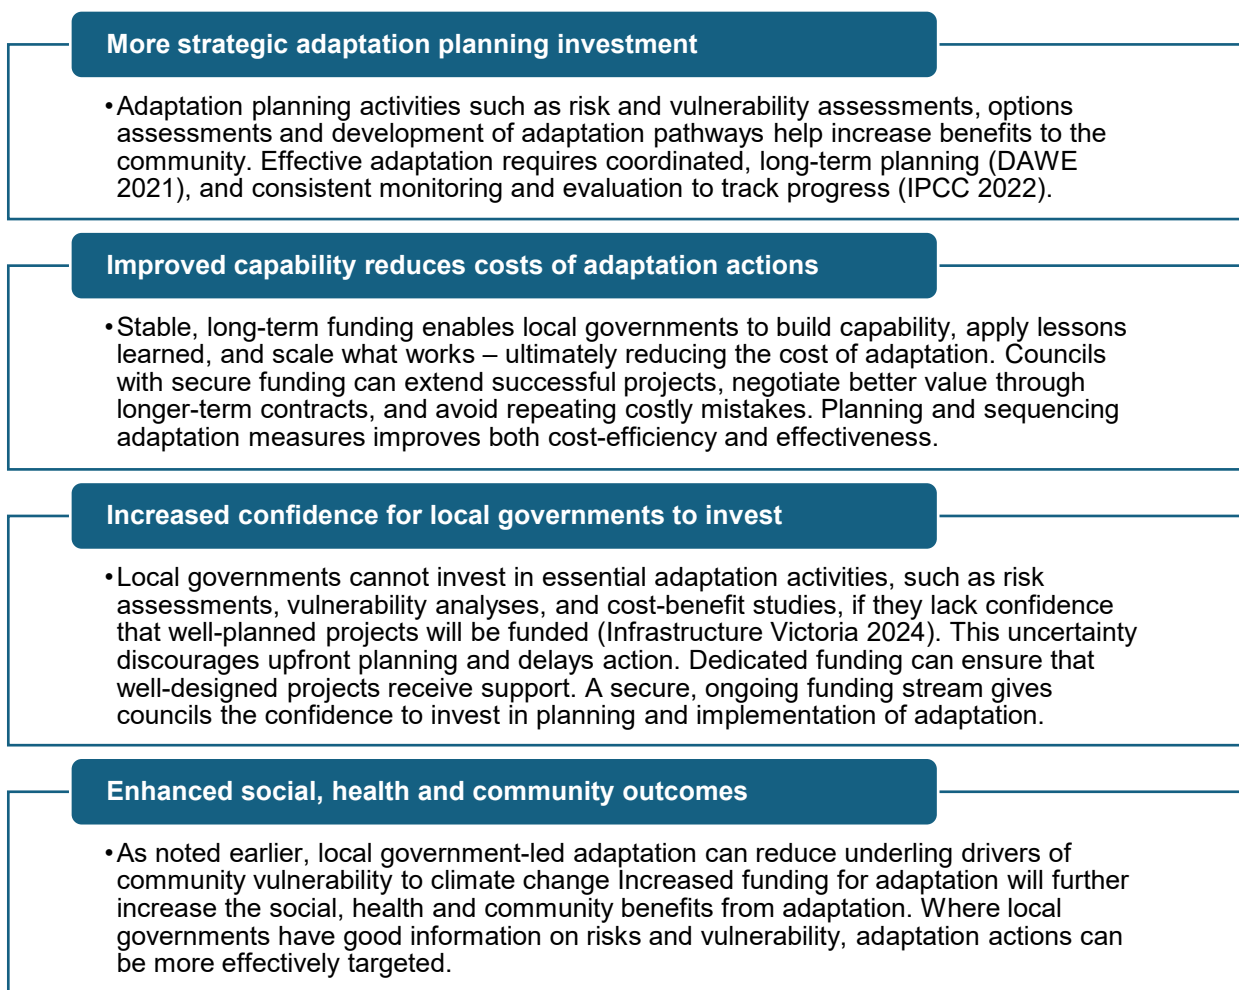 More strategic adaptation planning investment
•Adaptation planning activities such as risk and vulnerability assessments, options
assessments and development of adaptation pathways help increase benefits to the
community. Effective adaptation requires coordinated, long-term planning (DAWE
2021), and consistent monitoring and evaluation to track progress (IPCC 2022).
Improved capability reduces costs of adaptation actions
•Stable, long-term funding enables local governments to build capability, apply lessons
learned, and scale what works – ultimately reducing the cost of adaptation. Councils
with secure funding can extend successful projects, negotiate better value through
longer-term contracts, and avoid repeating costly mistakes. Planning and sequencing
adaptation measures improves both cost-efficiency and effectiveness.
Increased confidence for local governments to invest
•Local governments cannot invest in essential adaptation activities, such as risk
assessments, vulnerability analyses, and cost-benefit studies, if they lack confidence
that well-planned projects will be funded (Infrastructure Victoria 2024). This uncertainty
discourages upfront planning and delays action. Dedicated funding can ensure that
well-designed projects receive support. A secure, ongoing funding stream gives
councils the confidence to invest in planning and implementation of adaptation.
Enhanced social, health and community outcomes
•As noted earlier, local government-led adaptation can reduce underling drivers of
community vulnerability to climate change Increased funding for adaptation will further
increase the social, health and community benefits from adaptation. Where local
governments have good information on risks and vulnerability, adaptation actions can
be more effectively targeted.